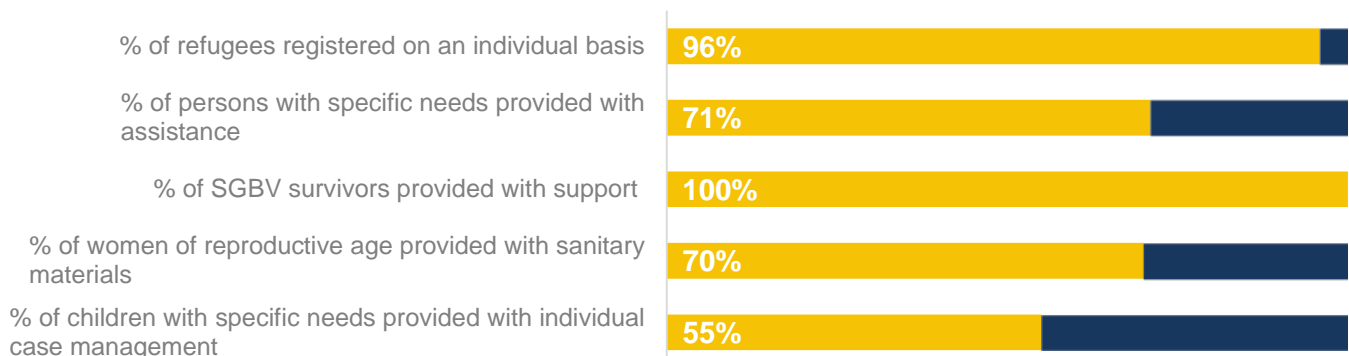 % of refugees registered on an individual basis 96%
% of persons with specific needs provided with
assistance 71%
% of SGBV survivors provided with support 100%
% of women of reproductive age provided with sanitary
materials 70%
% of children with specific needs provided with individual
case management 55%